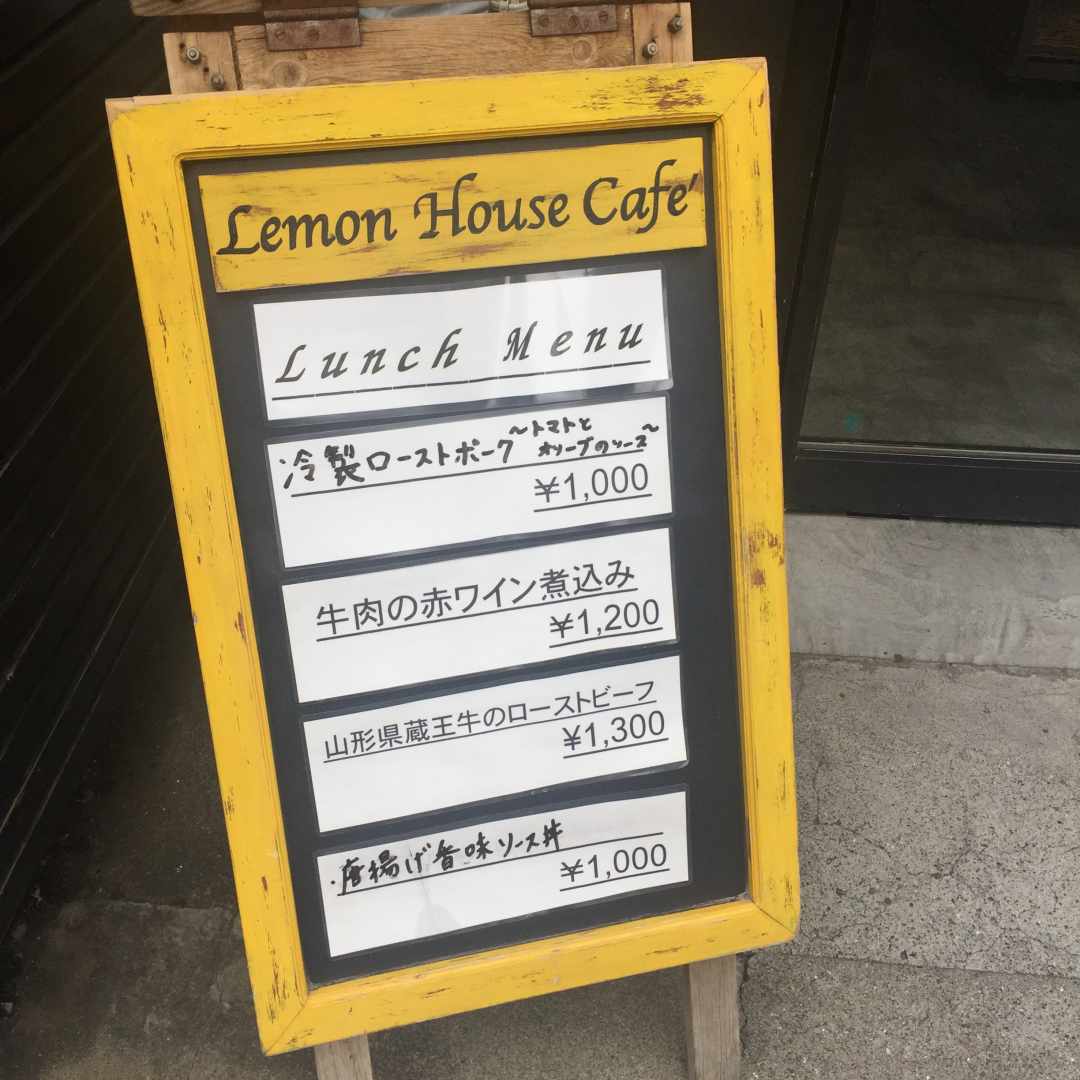 Lemon House Cafe'
Lunch Menu
冷製ローストポーク ~トマトと
オリーブのソース~
¥1,000
牛肉の赤ワイン煮込み
¥1,200
山形県蔵王牛のローストビーフ
¥1,300
・唐揚げ香味ソース丼
¥1,000